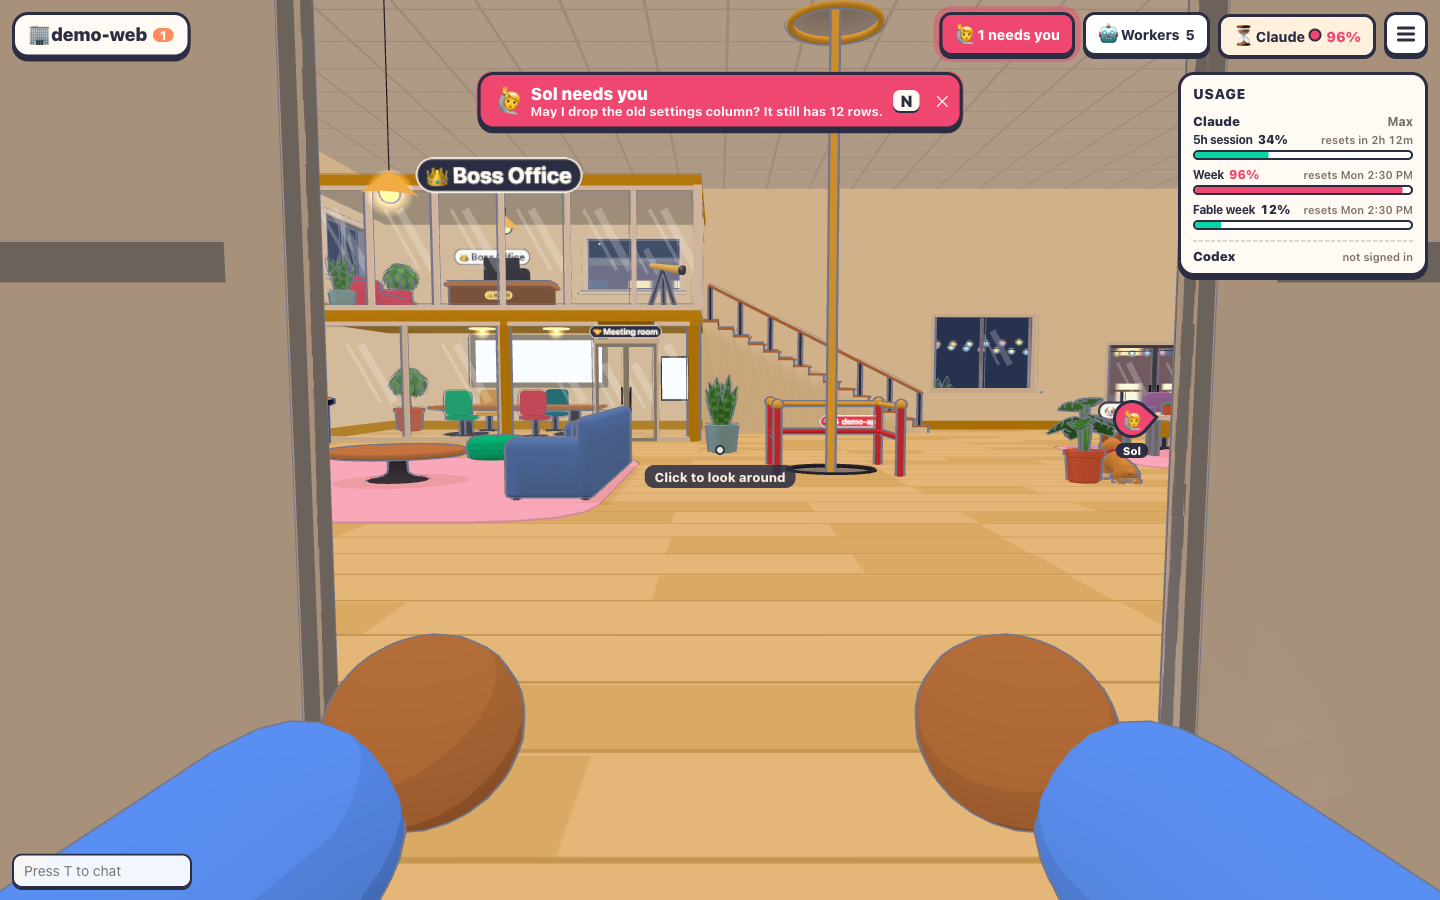 demo-web 1
1 needs you
Workers 5
Claude 96%
Sol needs you
May I drop the old settings column? It still has 12 rows.
N
USAGE
Claude Max
5h session 34% resets in 2h 12m
Week 96% resets Mon 2:30 PM
Fable week 12% resets Mon 2:30 PM
Codex not signed in
Boss Office
Boss Office
Meeting room
Sol
Click to look around
Press T to chat